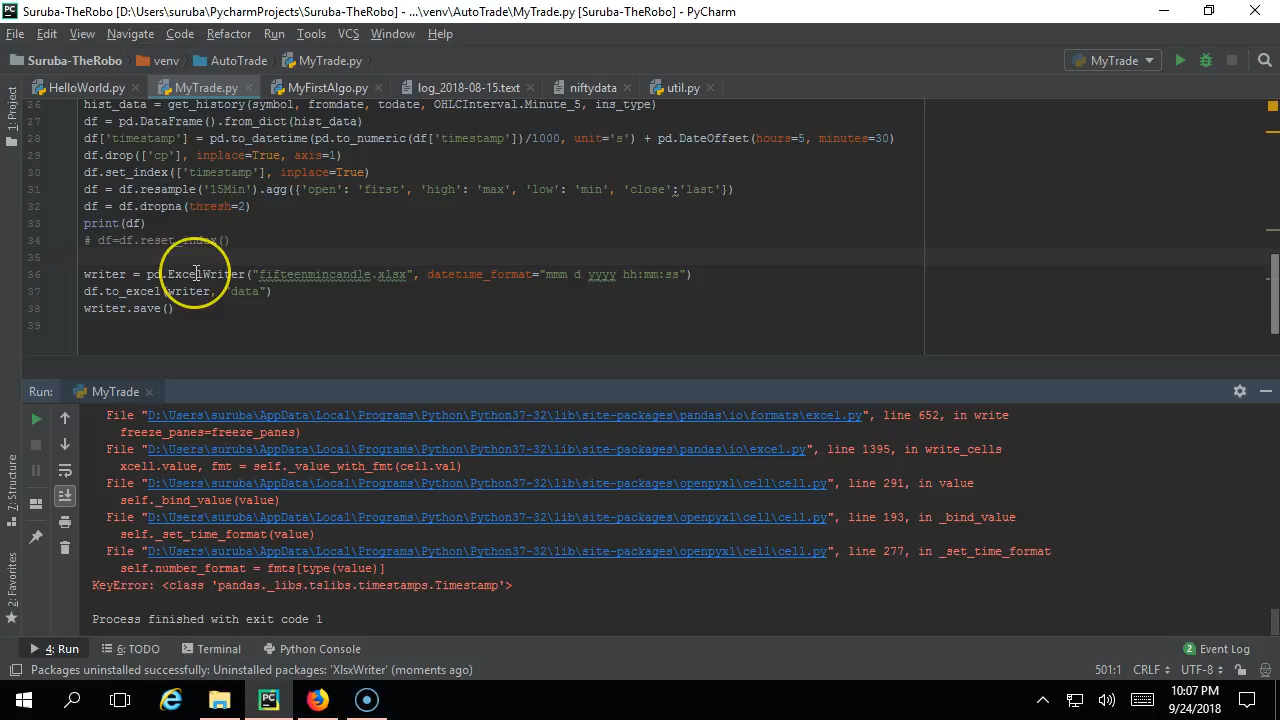 Suruba-TheRobo [D:\Users\suruba\PycharmProjects\Suruba-TheRobo] - ...\venv\AutoTrade\MyTrade.py [Suruba-TheRobo] - PyCharm
File Edit View Navigate Code Refactor Run Tools VCS Window Help
Suruba-TheRobo venv AutoTrade MyTrade.py MyTrade
HelloWorld.py MyTrade.py MyFirstAlgo.py log_2018-08-15.text niftydata util.py
1: Project
26 hist_data = get_history(symbol, fromdate, todate, OHLCInterval.Minute_5, ins_type)
27 df = pd.DataFrame().from_dict(hist_data)
28 df['timestamp'] = pd.to_datetime(pd.to_numeric(df['timestamp'])/1000, unit='s') + pd.DateOffset(hours=5, minutes=30)
29 df.drop(['cp'], inplace=True, axis=1)
30 df.set_index(['timestamp'], inplace=True)
31 df = df.resample('15Min').agg({'open': 'first', 'high': 'max', 'low': 'min', 'close':'last'})
32 df = df.dropna(thresh=2)
33 print(df)
34 # df=df.reset_index()
35
36 writer = pd.ExcelWriter("fifteenmincandle.xlsx", datetime_format="mmm d yyyy hh:mm:ss")
37 df.to_excel(writer, "data")
38 writer.save()
39
Run: MyTrade
File "D:\Users\suruba\AppData\Local\Programs\Python\Python37-32\lib\site-packages\pandas\io\formats\excel.py", line 652, in write
freeze_panes=freeze_panes)
File "D:\Users\suruba\AppData\Local\Programs\Python\Python37-32\lib\site-packages\pandas\io\excel.py", line 1395, in write_cells
xcell.value, fmt = self._value_with_fmt(cell.val)
File "D:\Users\suruba\AppData\Local\Programs\Python\Python37-32\lib\site-packages\openpyxl\cell\cell.py", line 291, in value
self._bind_value(value)
File "D:\Users\suruba\AppData\Local\Programs\Python\Python37-32\lib\site-packages\openpyxl\cell\cell.py", line 193, in _bind_value
self._set_time_format(value)
File "D:\Users\suruba\AppData\Local\Programs\Python\Python37-32\lib\site-packages\openpyxl\cell\cell.py", line 277, in _set_time_format
self.number_format = fmts[type(value)]
KeyError: <class 'pandas._libs.tslibs.timestamps.Timestamp'>
Process finished with exit code 1
7: Structure
2: Favorites
4: Run 6: TODO Terminal Python Console 2 Event Log
Packages uninstalled successfully: Uninstalled packages: 'XlsxWriter' (moments ago) 501:1 CRLF UTF-8
10:07 PM
9/24/2018